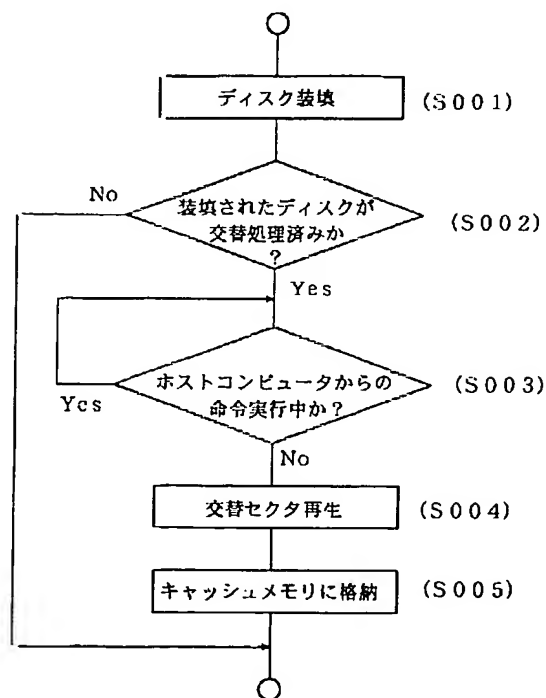 ディスク装填
(S001)
No
装填されたディスクが
交替処理済みか
?
(S002)
Yes
ホストコンピュータからの
命令実行中か?
(S003)
Yes
No
交替セクタ再生
(S004)
キャッシュメモリに格納
(S005)